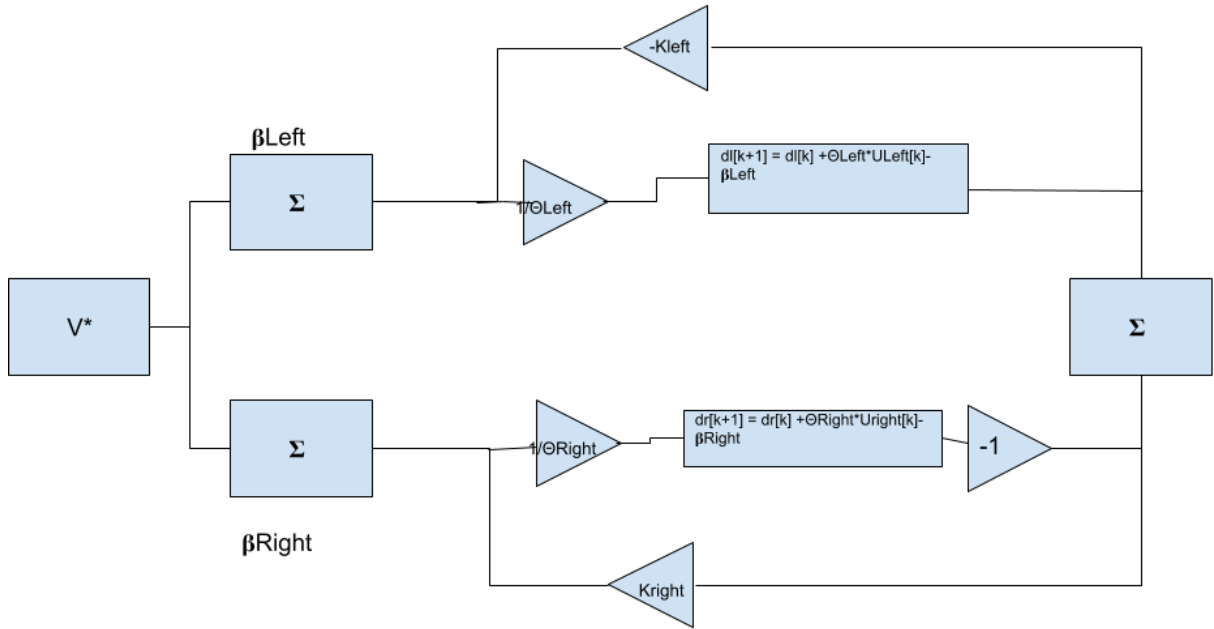 -Kleft
βLeft
dl[k+1] = dl[k] +ΘLeft*ULeft[k]-
βLeft
Σ
1/ΘLeft
V*
Σ
dr[k+1] = dr[k] +ΘRight*Uright[k]-
βRight
Σ
1/ΘRight
-1
βRight
Kright